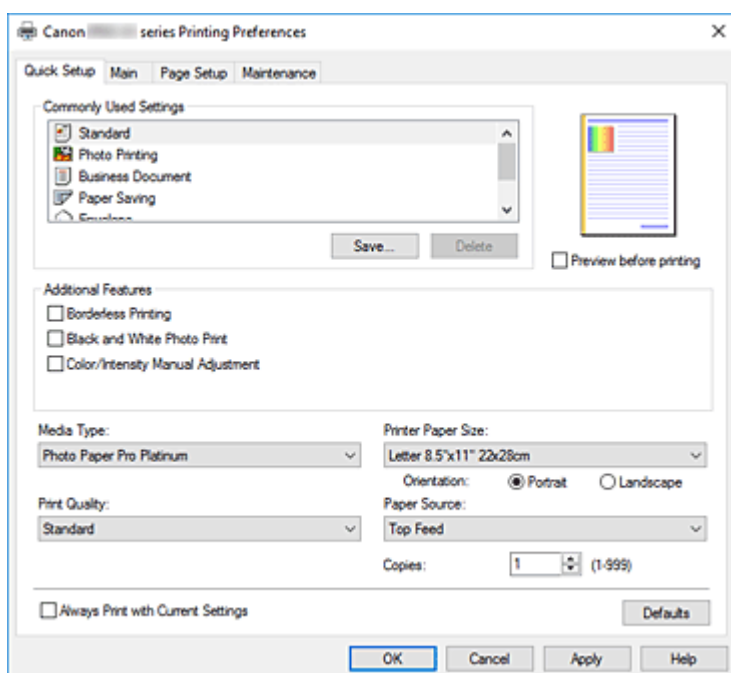 Canon series Printing Preferences
Quick Setup Main Page Setup Maintenance
Commonly Used Settings
Standard
Photo Printing
Business Document
Paper Saving
Envelope
Save... Delete
Preview before printing
Additional Features
Borderless Printing
Black and White Photo Print
Color/Intensity Manual Adjustment
Media Type: Printer Paper Size:
Photo Paper Pro Platinum Letter 8.5"x11" 22x28cm
Orientation: Portrait Landscape
Print Quality: Paper Source:
Standard Top Feed
Copies: 1 (1-999)
Always Print with Current Settings Defaults
OK Cancel Apply Help